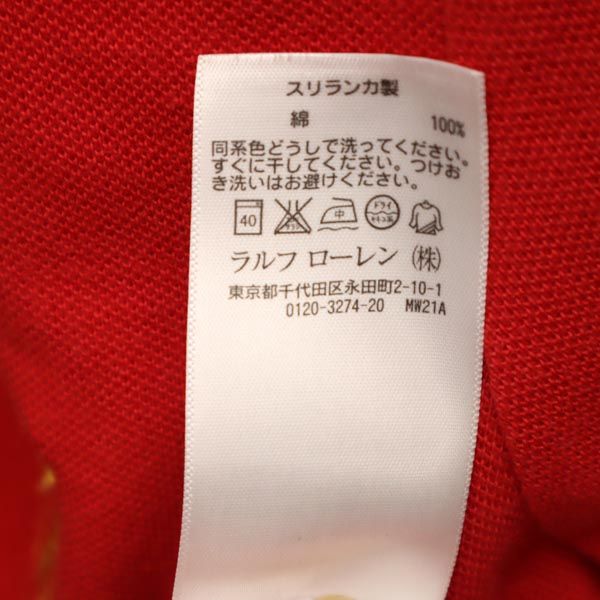 スリランカ製
綿 100%
同系色どうしで洗ってください。
すぐに干してください。つけお
き洗いはお避けください。
40 中 ドライ
ラルフ ローレン (株)
東京都千代田区永田町2-10-1
0120-3274-20 MW21A